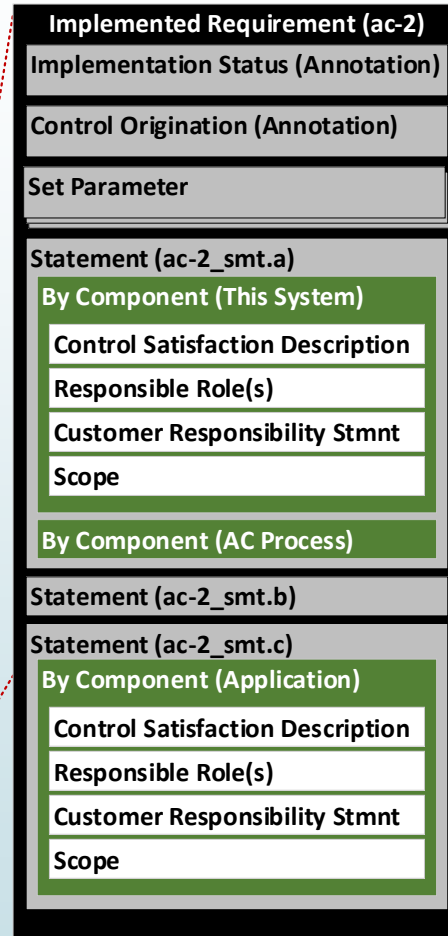 Implemented Requirement (ac-2)
Implementation Status (Annotation)
Control Origination (Annotation)
Set Parameter
Statement (ac-2_smt.a)
By Component (This System)
Control Satisfaction Description
Responsible Role(s)
Customer Responsibility Stmnt
Scope
By Component (AC Process)
Statement (ac-2_smt.b)
Statement (ac-2_smt.c)
By Component (Application)
Control Satisfaction Description
Responsible Role(s)
Customer Responsibility Stmnt
Scope